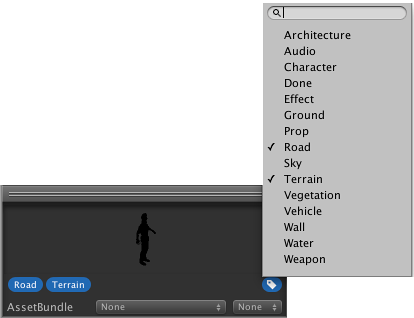 Architecture
Audio
Character
Done
Effect
Ground
Prop
✓ Road
Sky
✓ Terrain
Vegetation
Vehicle
Wall
Water
Weapon
Road Terrain
AssetBundle None None